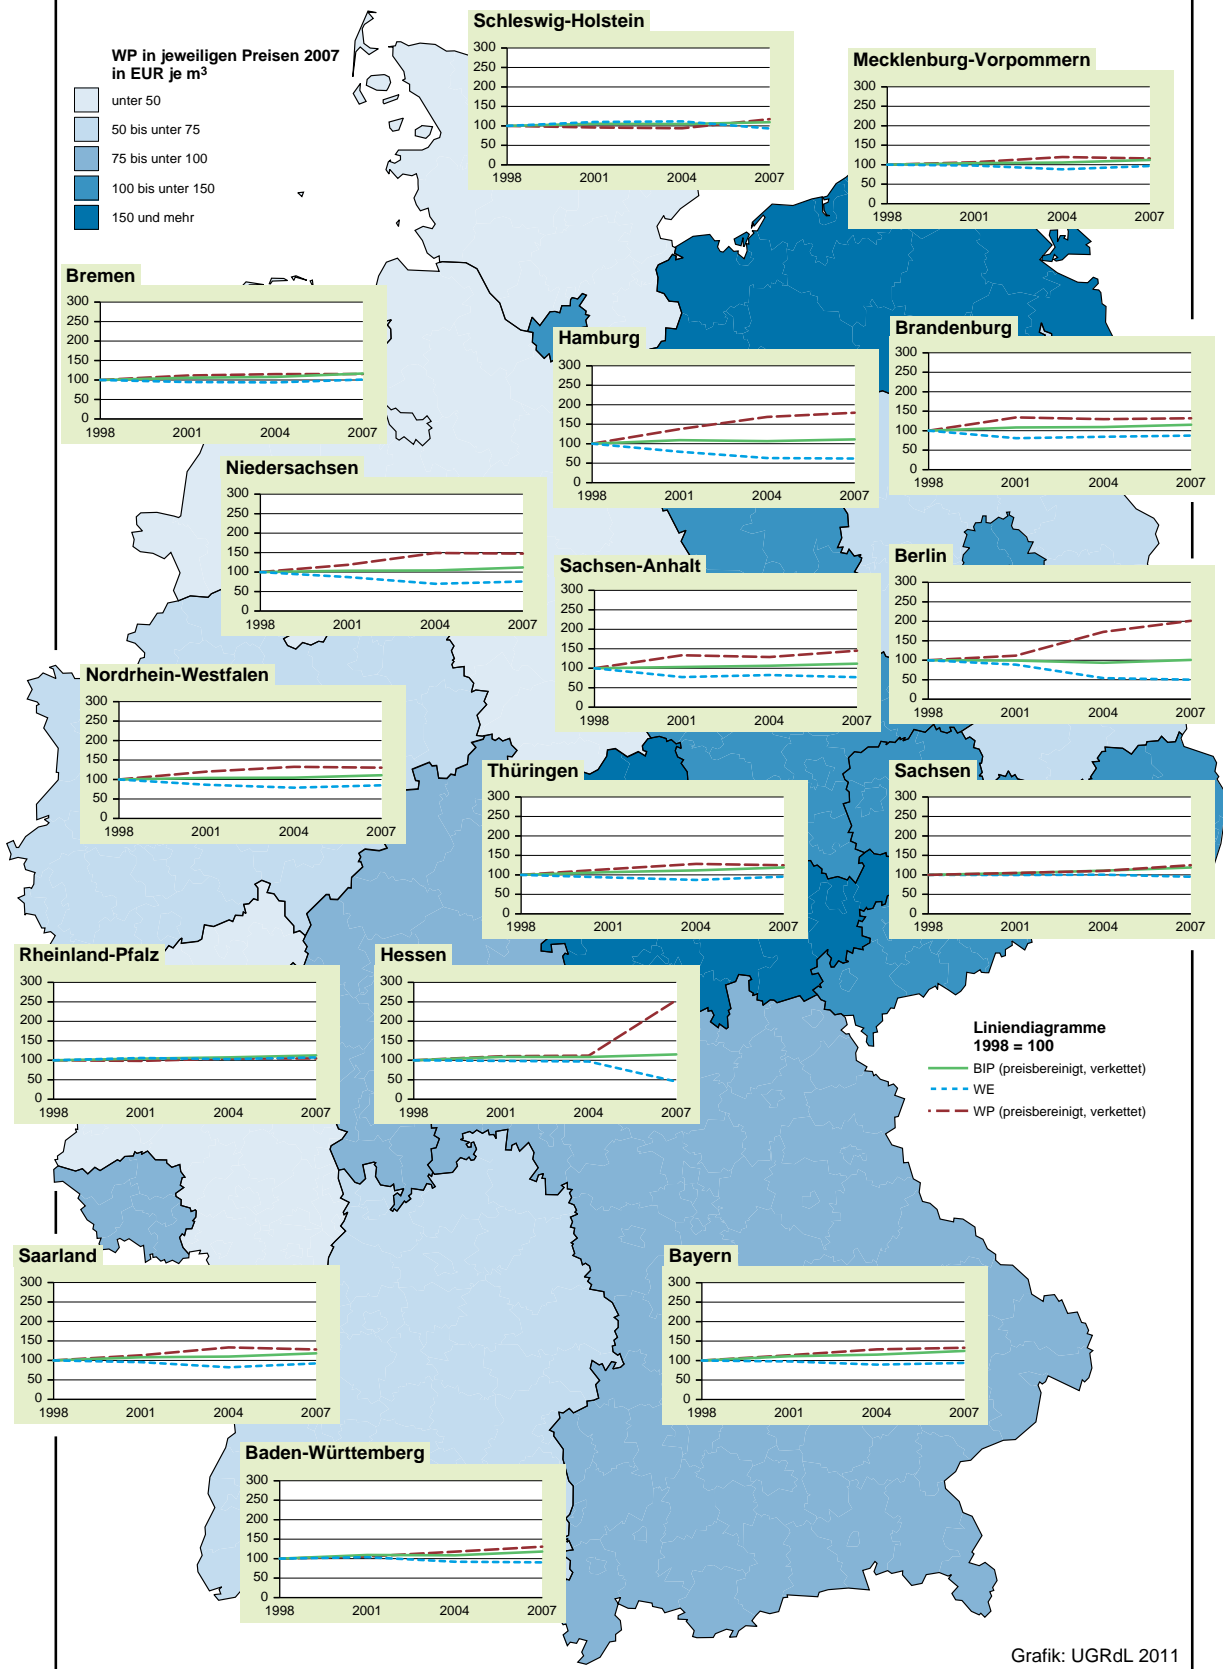 WP in jeweiligen Preisen 2007
in EUR je m³
unter 50
50 bis unter 75
75 bis unter 100
100 bis unter 150
150 und mehr
Schleswig-Holstein
300
250
200
150
100
50
0
1998 2001 2004 2007
Mecklenburg-Vorpommern
300
250
200
150
100
50
0
1998 2001 2004 2007
Bremen
300
250
200
150
100
50
0
1998 2001 2004 2007
Hamburg
300
250
200
150
100
50
0
1998 2001 2004 2007
Brandenburg
300
250
200
150
100
50
0
1998 2001 2004 2007
Niedersachsen
300
250
200
150
100
50
0
1998 2001 2004 2007
Sachsen-Anhalt
300
250
200
150
100
50
0
1998 2001 2004 2007
Berlin
300
250
200
150
100
50
0
1998 2001 2004 2007
Nordrhein-Westfalen
300
250
200
150
100
50
0
1998 2001 2004 2007
Thüringen
300
250
200
150
100
50
0
1998 2001 2004 2007
Sachsen
300
250
200
150
100
50
0
1998 2001 2004 2007
Rheinland-Pfalz
300
250
200
150
100
50
0
1998 2001 2004 2007
Hessen
300
250
200
150
100
50
0
1998 2001 2004 2007
Liniendiagramme
1998 = 100
BIP (preisbereinigt, verkettet)
WE
WP (preisbereinigt, verkettet)
Saarland
300
250
200
150
100
50
0
1998 2001 2004 2007
Bayern
300
250
200
150
100
50
0
1998 2001 2004 2007
Baden-Württemberg
300
250
200
150
100
50
0
1998 2001 2004 2007
Grafik: UGRdL 2011